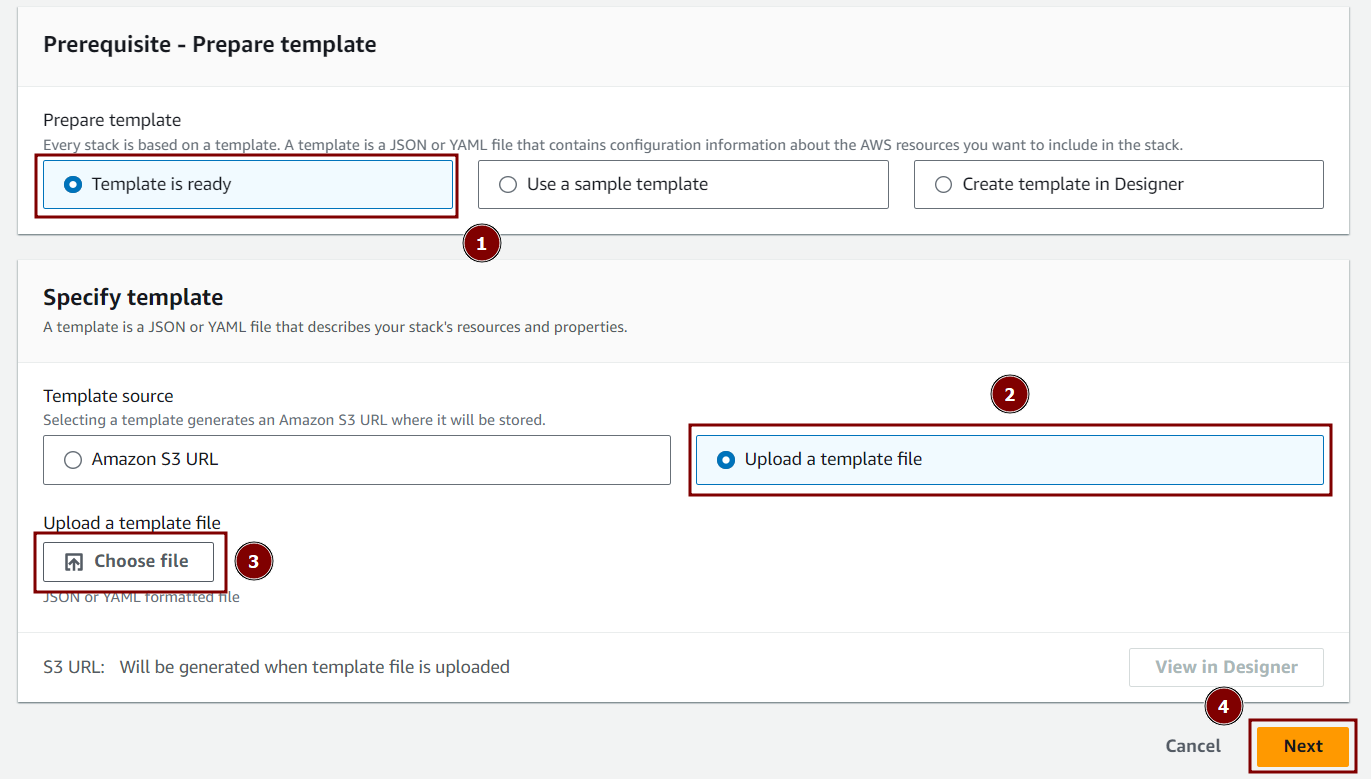 Prerequisite - Prepare template
Prepare template
Every stack is based on a template. A template is a JSON or YAML file that contains configuration information about the AWS resources you want to include in the stack.
Template is ready
Use a sample template
Create template in Designer
1
Specify template
A template is a JSON or YAML file that describes your stack's resources and properties.
Template source
2
Selecting a template generates an Amazon S3 URL where it will be stored.
Amazon S3 URL
Upload a template file
Upload a template file
Choose file
3
JSON or YAML formatted file
S3 URL: Will be generated when template file is uploaded
View in Designer
4
Cancel
Next